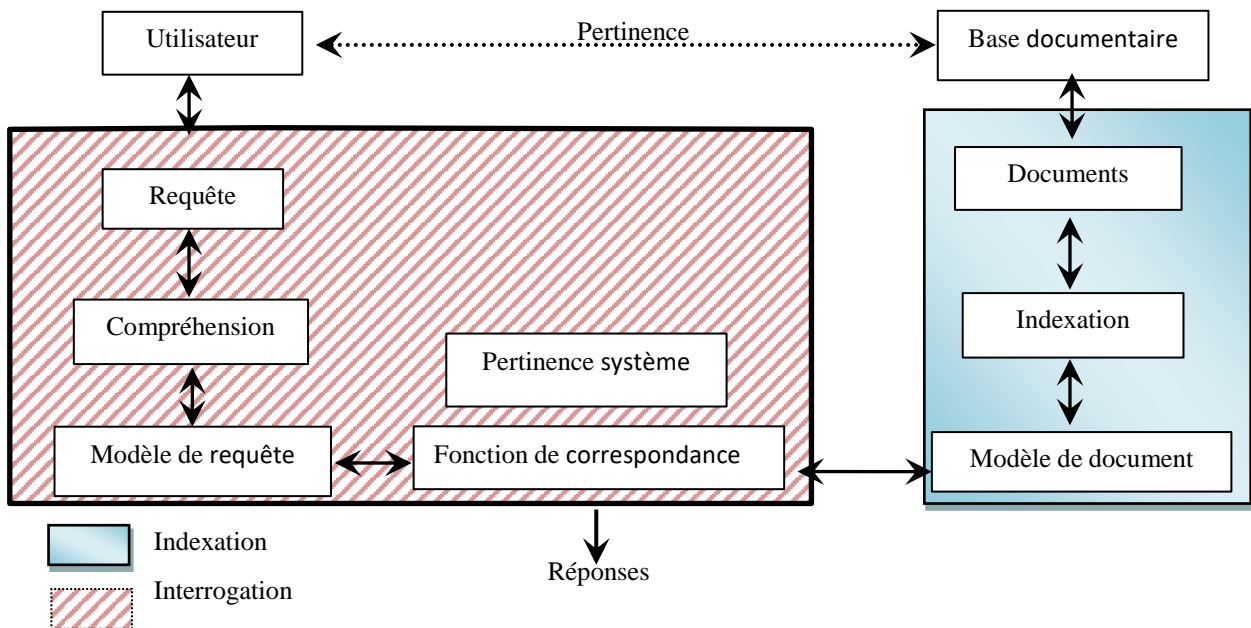 Utilisateur
Pertinence
Base documentaire
Requête
Documents
Compréhension
Indexation
Pertinence système
Modèle de requête
Fonction de correspondance
Modèle de document
Indexation
Réponses
Interrogation